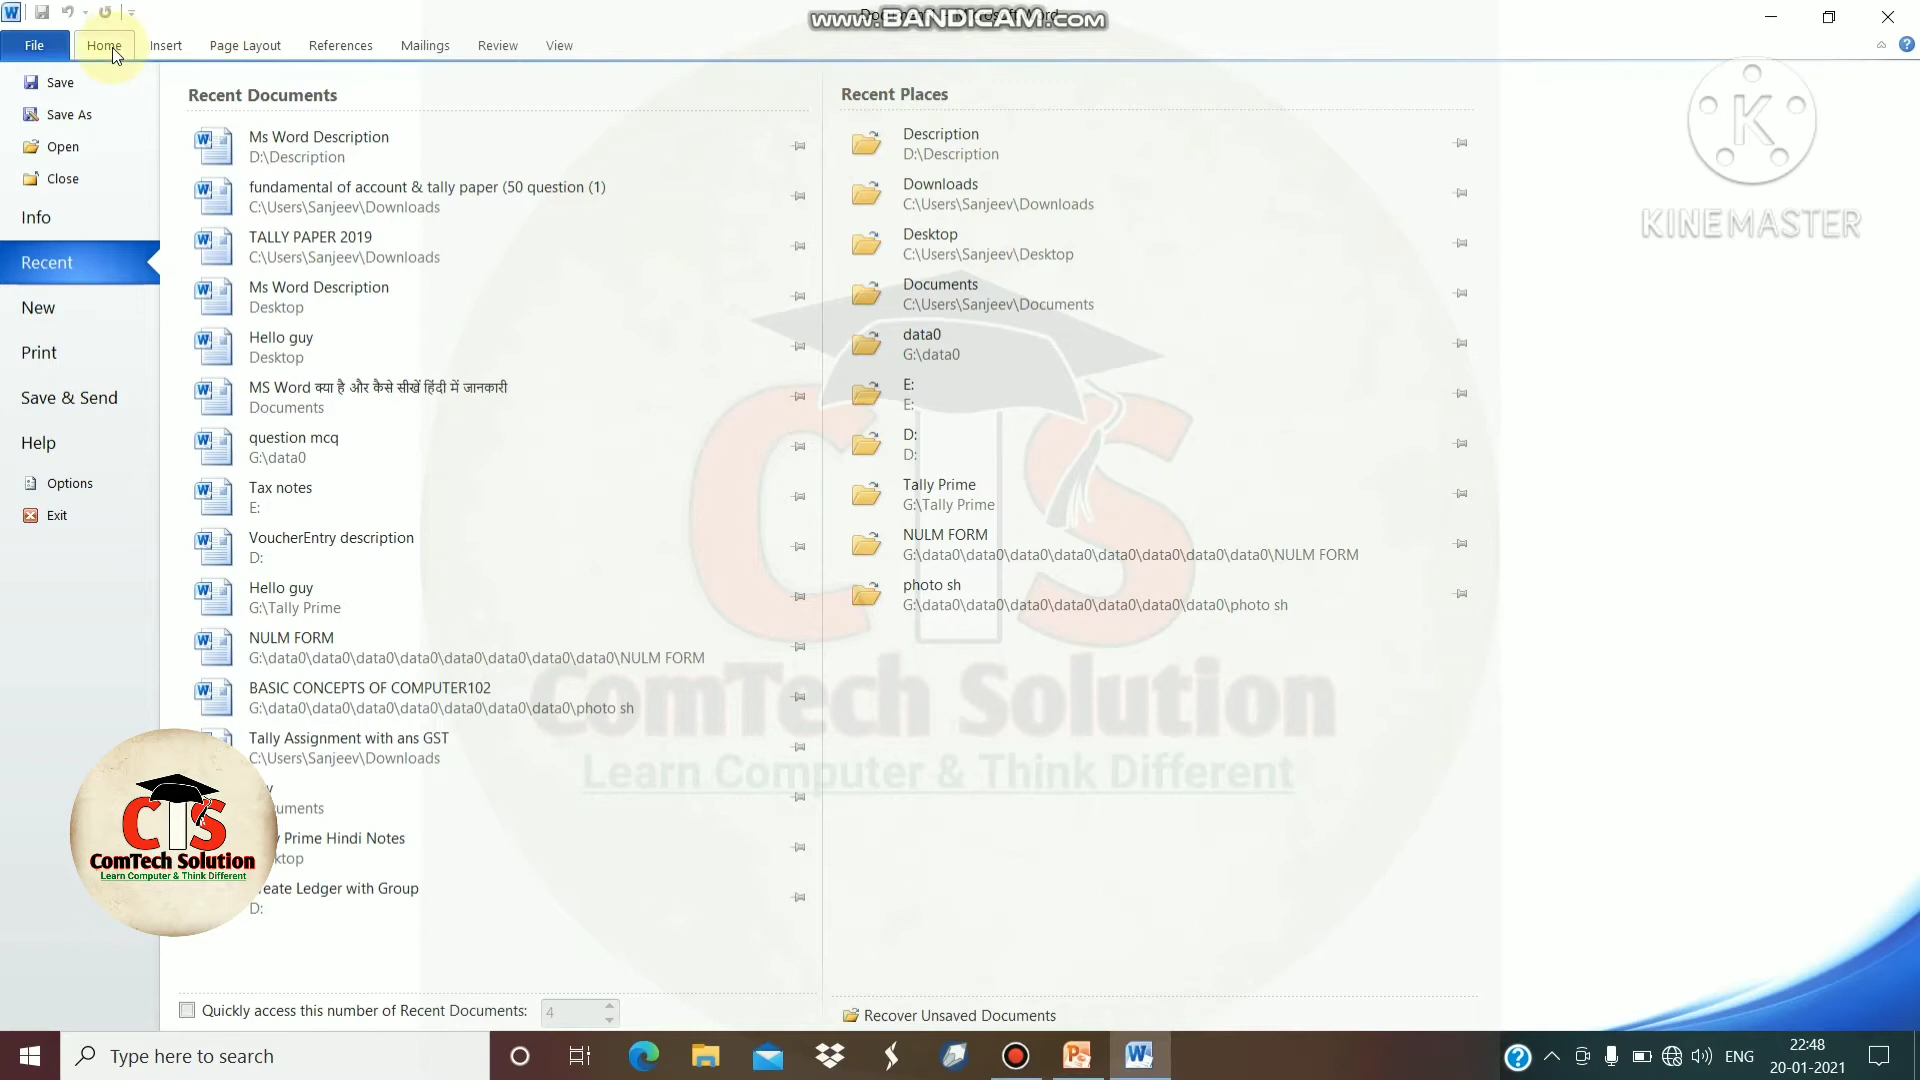 www.BANDICAM.com
File Home Insert Page Layout References Mailings Review View
Save
Save As
Open
Close
Info
Recent
New
Print
Save & Send
Help
Options
Exit
Recent Documents
Ms Word Description
D:\Description
fundamental of account & tally paper (50 question (1)
C:\Users\Sanjeev\Downloads
TALLY PAPER 2019
C:\Users\Sanjeev\Downloads
Ms Word Description
Desktop
Hello guy
Desktop
MS Word क्या है और कैसे सीखें हिंदी में जानकारी
Documents
question mcq
G:\data0
Tax notes
E:
VoucherEntry description
D:
Hello guy
G:\Tally Prime
NULM FORM
G:\data0\data0\data0\data0\data0\data0\data0\data0\NULM FORM
BASIC CONCEPTS OF COMPUTER102
G:\data0\data0\data0\data0\data0\data0\data0\photo sh
Tally Assignment with ans GST
C:\Users\Sanjeev\Downloads
Prime Hindi Notes
eate Ledger with Group
D:
Quickly access this number of Recent Documents: 4
Recent Places
Description
D:\Description
Downloads
C:\Users\Sanjeev\Downloads
Desktop
C:\Users\Sanjeev\Desktop
Documents
C:\Users\Sanjeev\Documents
data0
G:\data0
E:
E:
D:
D:
Tally Prime
G:\Tally Prime
NULM FORM
G:\data0\data0\data0\data0\data0\data0\data0\data0\NULM FORM
photo sh
G:\data0\data0\data0\data0\data0\data0\data0\photo sh
Recover Unsaved Documents
K
KINEMASTER
CTS
ComTech Solution
Learn Computer & Think Different
CTS
ComTech Solution
Learn Computer & Think Different
Type here to search
ENG
22:48
20-01-2021